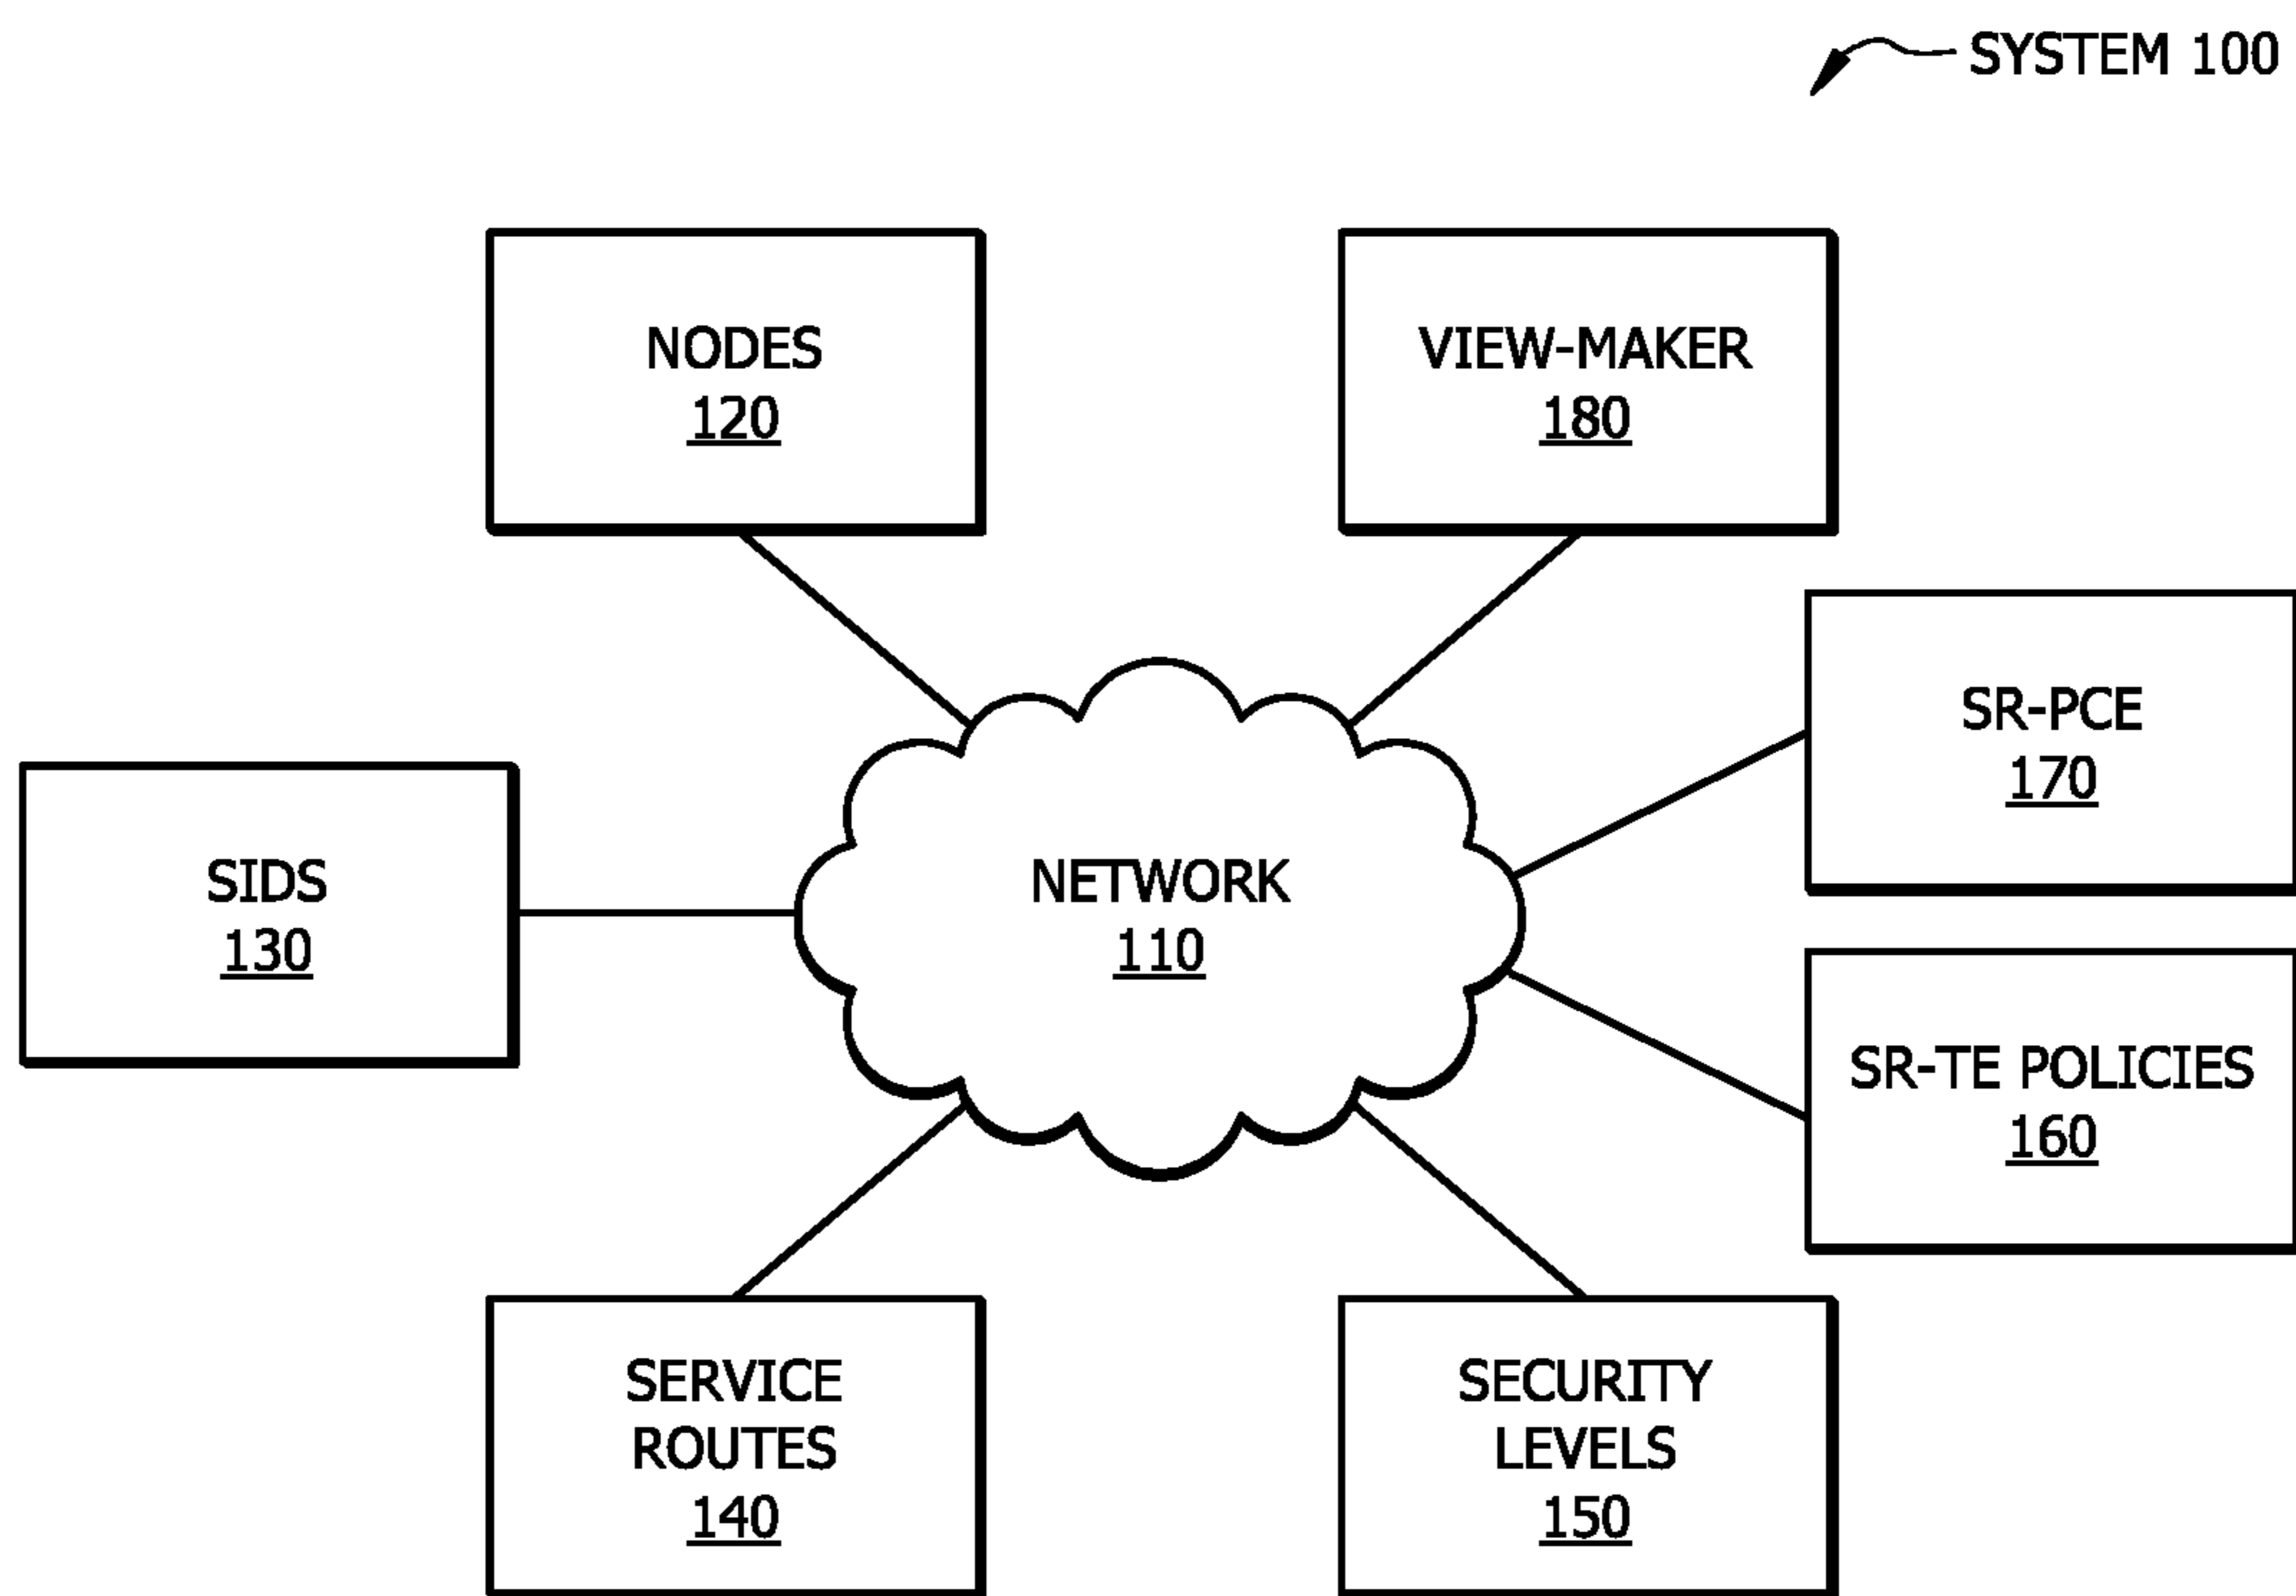 SYSTEM 100
NODES
120
VIEW-MAKER
180
SR-PCE
170
SIDS
130
NETWORK
110
SR-TE POLICIES
160
SERVICE
ROUTES
140
SECURITY
LEVELS
150